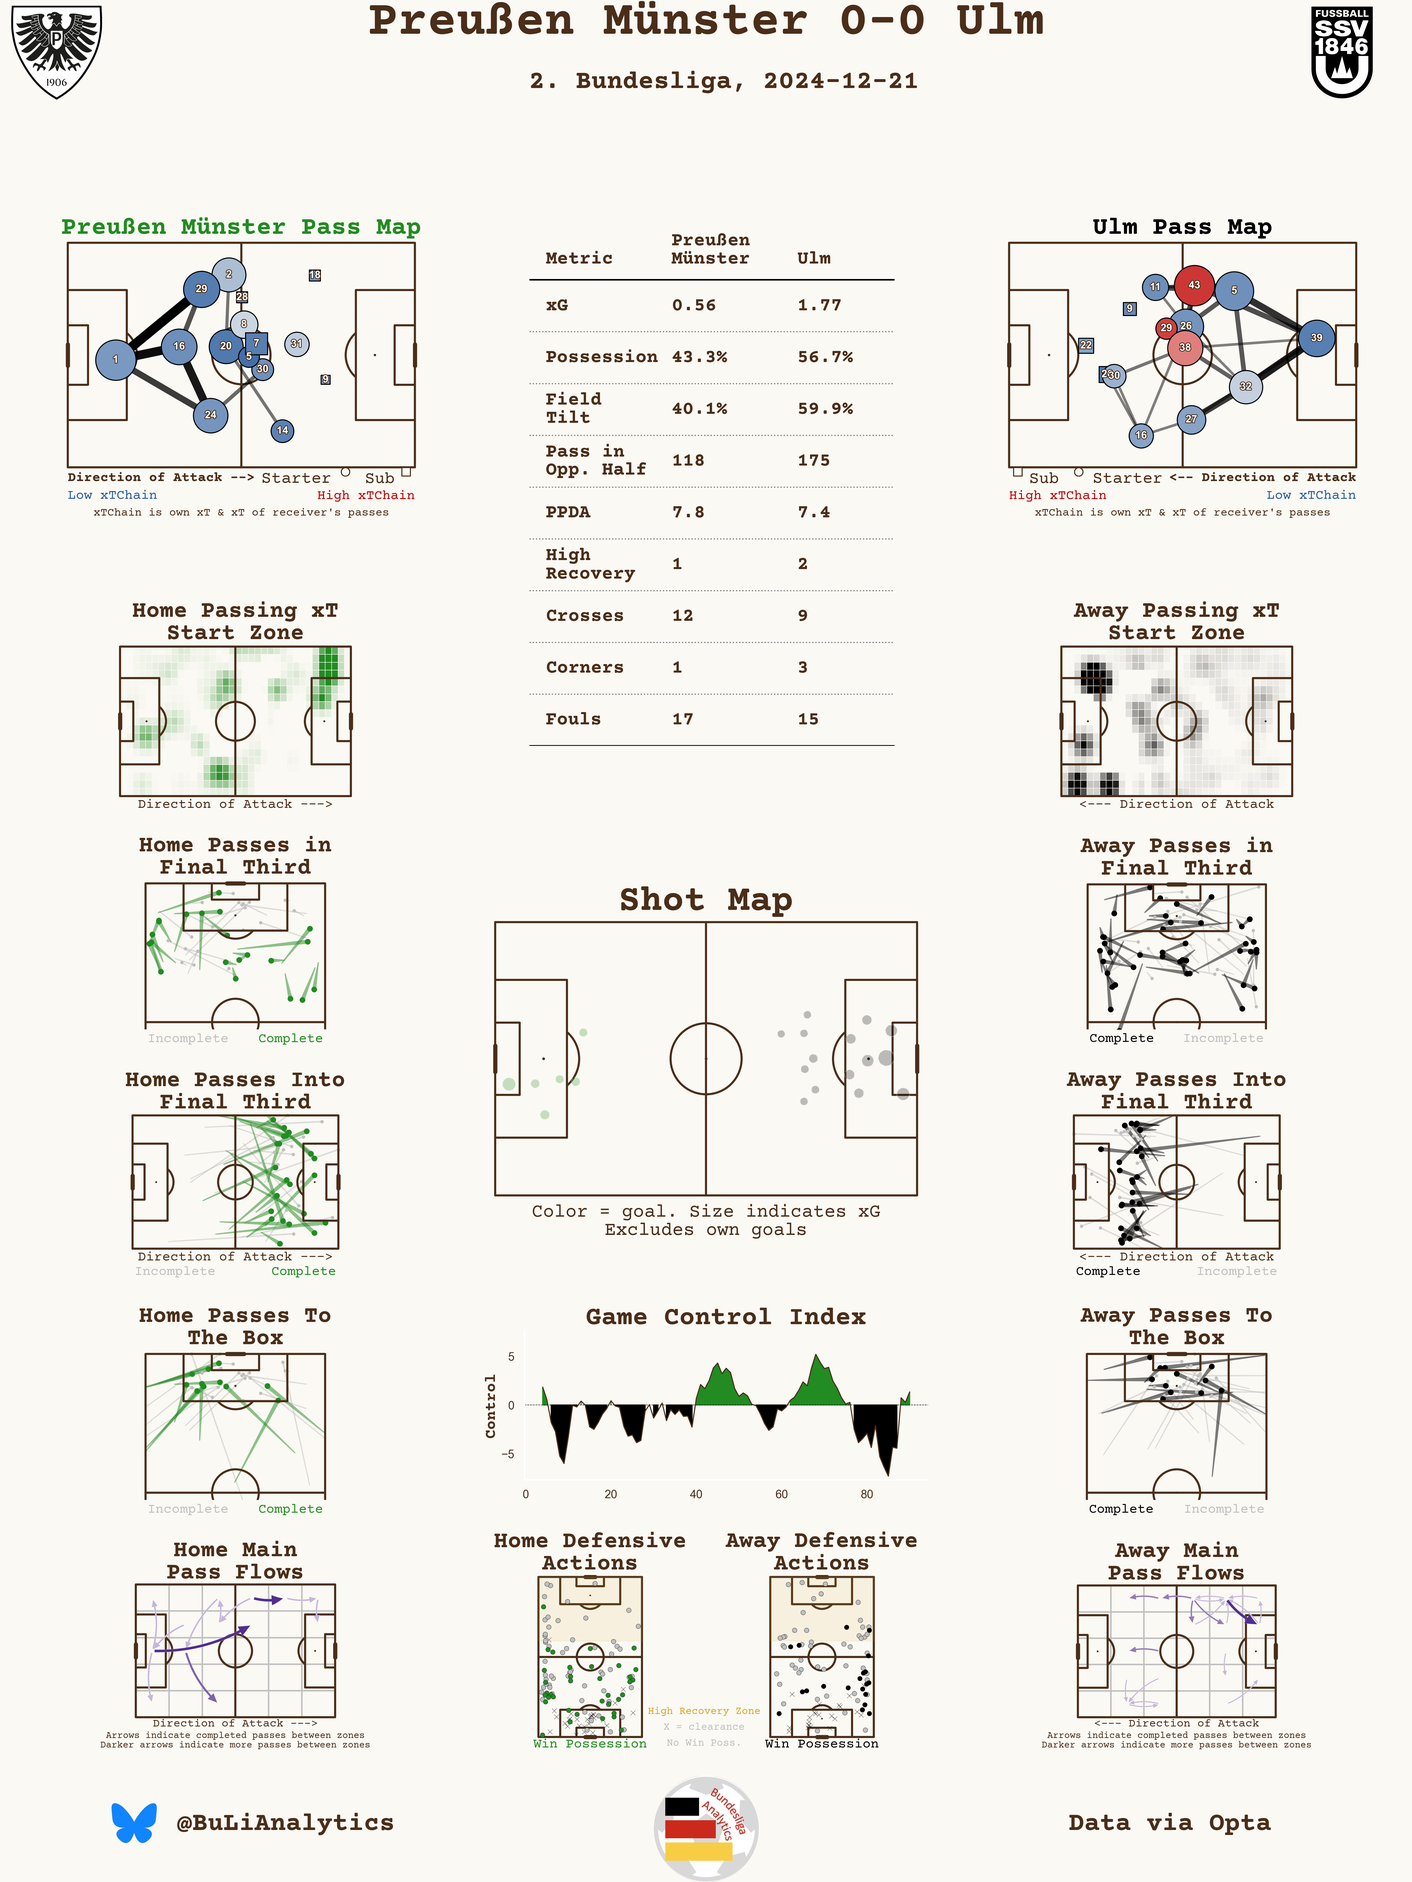 Preußen Münster 0-0 Ulm
2. Bundesliga, 2024-12-21
1906
P
FUSSBALL
SSV
1846
Preußen Münster Pass Map
1
29
2
16
24
20
8
7
5
30
28
18
31
9
14
Direction of Attack --> Starter Sub
Low xTChain High xTChain
xTChain is own xT & xT of receiver's passes
Metric Preußen Münster Ulm
xG 0.56 1.77
Possession 43.3% 56.7%
Field Tilt 40.1% 59.9%
Pass in Opp. Half 118 175
PPDA 7.8 7.4
High Recovery 1 2
Crosses 12 9
Corners 1 3
Fouls 17 15
Ulm Pass Map
11
43
5
9
29
26
38
39
22
30
32
27
16
Sub Starter <-- Direction of Attack
High xTChain Low xTChain
xTChain is own xT & xT of receiver's passes
Home Passing xT
Start Zone
Direction of Attack --->
Away Passing xT
Start Zone
<--- Direction of Attack
Home Passes in
Final Third
Incomplete Complete
Away Passes in
Final Third
Complete Incomplete
Shot Map
Color = goal. Size indicates xG
Excludes own goals
Home Passes Into
Final Third
Direction of Attack --->
Incomplete Complete
Away Passes Into
Final Third
<--- Direction of Attack
Complete Incomplete
Home Passes To
The Box
Incomplete Complete
Game Control Index
Control
5
0
−5
0 20 40 60 80
Away Passes To
The Box
Complete Incomplete
Home Main
Pass Flows
Direction of Attack --->
Arrows indicate completed passes between zones
Darker arrows indicate more passes between zones
Home Defensive
Actions
Win Possession
High Recovery Zone
X = clearance
No Win Poss.
Away Defensive
Actions
Win Possession
Away Main
Pass Flows
<--- Direction of Attack
Arrows indicate completed passes between zones
Darker arrows indicate more passes between zones
@BuLiAnalytics
Bundesliga
Analytics
Data via Opta